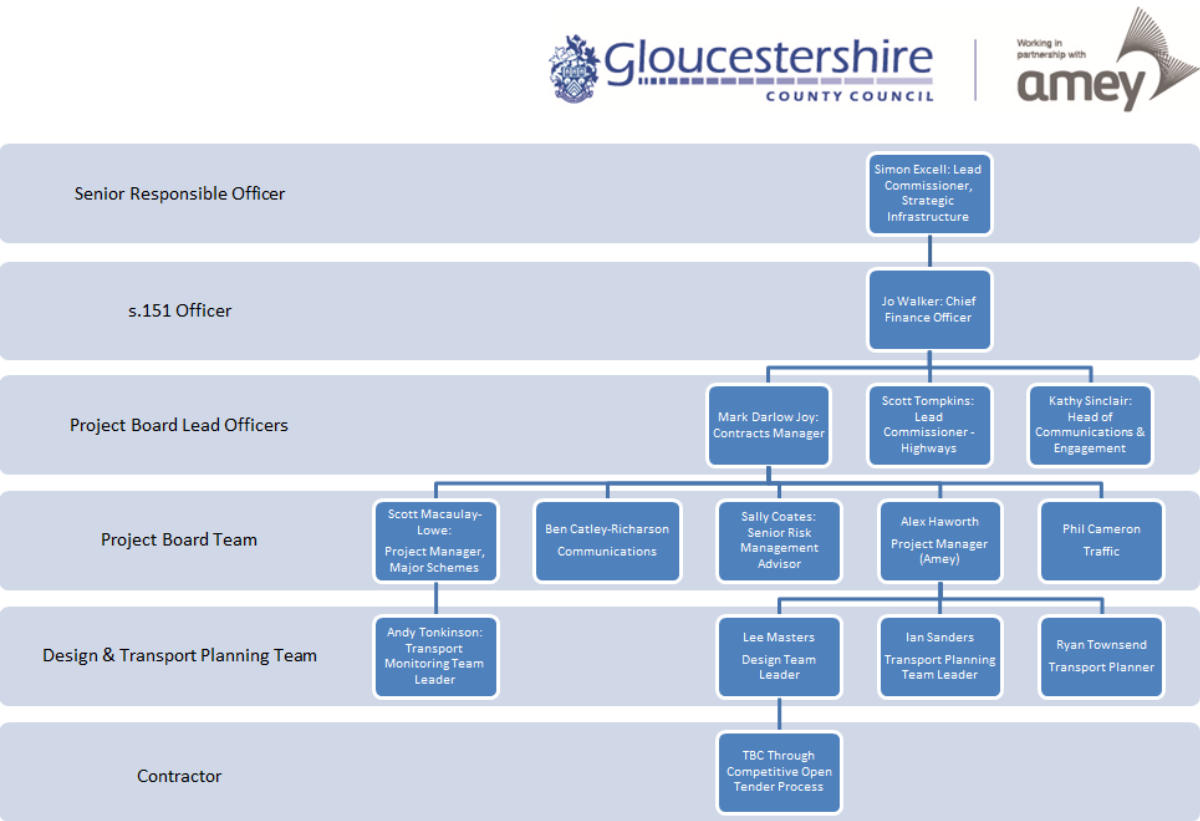 Gloucestershire
COUNTY COUNCIL
Working in
partnership with
amey
Senior Responsible Officer
Simon Excell: Lead
Commissioner,
Strategic
Infrastructure
s.151 Officer
Jo Walker: Chief
Finance Officer
Project Board Lead Officers
Mark Darlow Joy:
Contracts Manager
Scott Tompkins:
Lead
Commissioner -
Highways
Kathy Sinclair:
Head of
Communications &
Engagement
Project Board Team
Scott Macaulay-
Lowe:
Project Manager,
Major Schemes
Ben Catley-Richarson
Communications
Sally Coates:
Senior Risk
Management
Advisor
Alex Haworth
Project Manager
(Amey)
Phil Cameron
Traffic
Design & Transport Planning Team
Andy Tonkinson:
Transport
Monitoring Team
Leader
Lee Masters
Design Team
Leader
Ian Sanders
Transport Planning
Team Leader
Ryan Townsend
Transport Planner
Contractor
TBC Through
Competitive Open
Tender Process